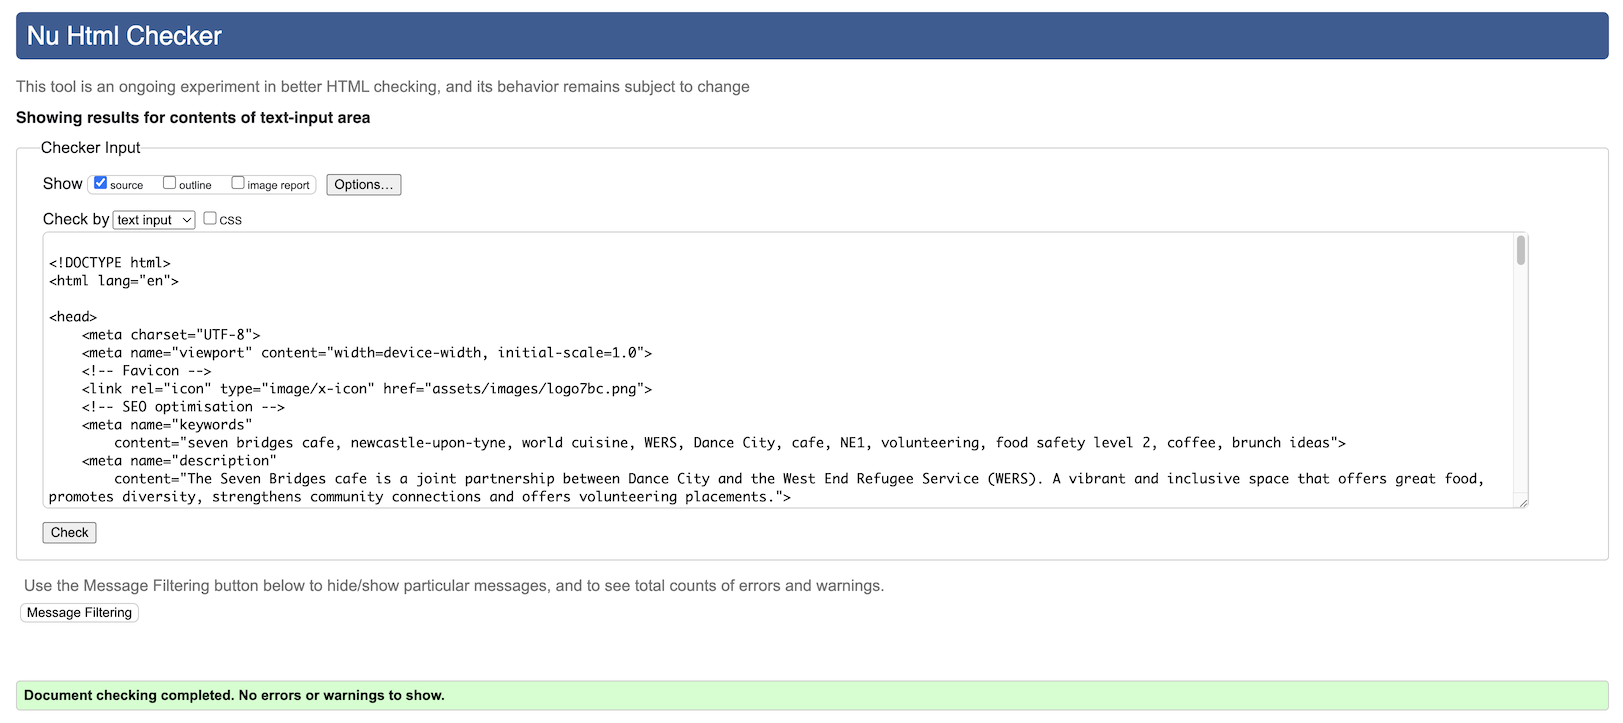 Nu Html Checker
This tool is an ongoing experiment in better HTML checking, and its behavior remains subject to change
Showing results for contents of text-input area
Checker Input
Show source outline image report Options...
Check by text input CSS
<!DOCTYPE html>
<html lang="en">
<head>
    <meta charset="UTF-8">
    <meta name="viewport" content="width=device-width, initial-scale=1.0">
    <!-- Favicon -->
    <link rel="icon" type="image/x-icon" href="assets/images/logo7bc.png">
    <!-- SEO optimisation -->
    <meta name="keywords"
        content="seven bridges cafe, newcastle-upon-tyne, world cuisine, WERS, Dance City, cafe, NE1, volunteering, food safety level 2, coffee, brunch ideas">
    <meta name="description"
        content="The Seven Bridges cafe is a joint partnership between Dance City and the West End Refugee Service (WERS). A vibrant and inclusive space that offers great food,
promotes diversity, strengthens community connections and offers volunteering placements.">
Check
Use the Message Filtering button below to hide/show particular messages, and to see total counts of errors and warnings.
Message Filtering
Document checking completed. No errors or warnings to show.